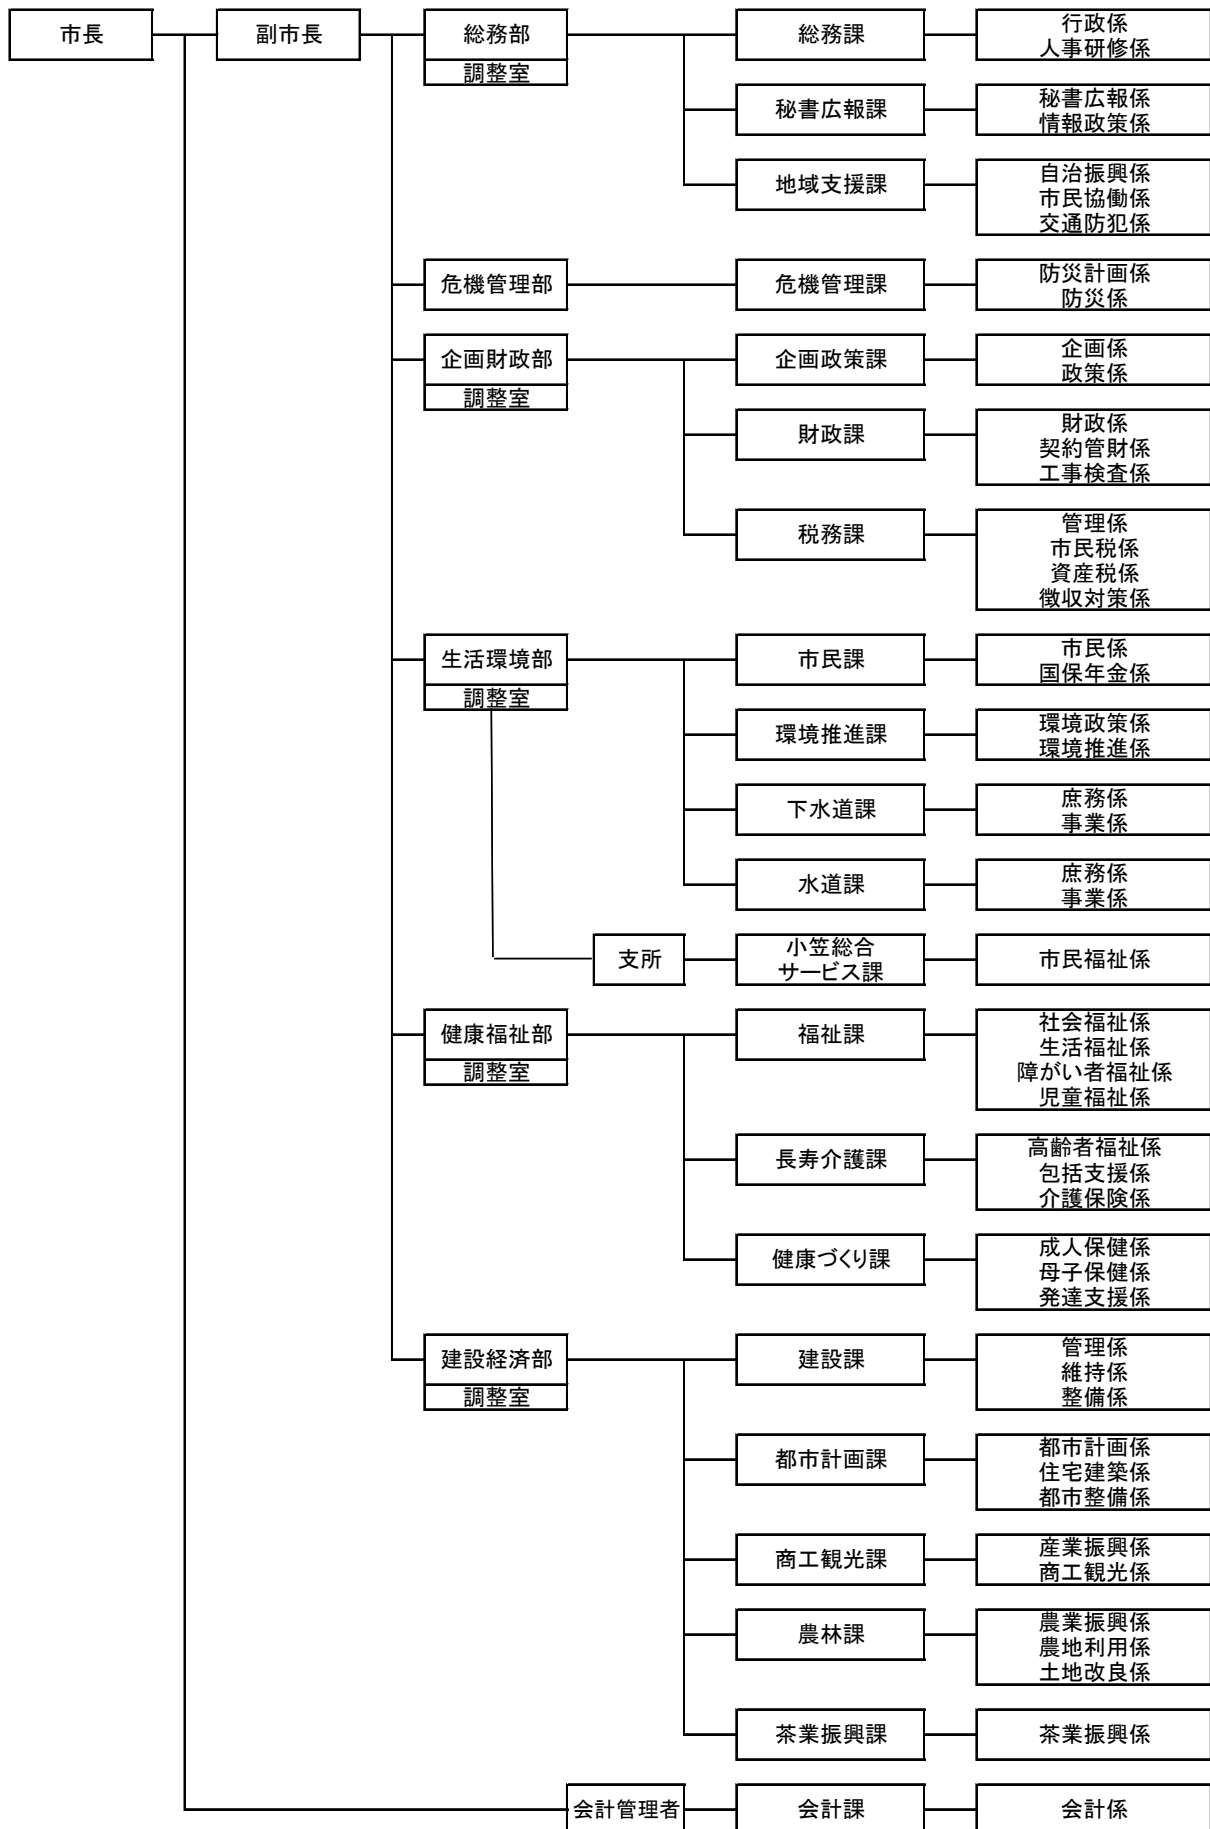 市長
副市長
総務部
調整室
総務課
行政係
人事研修係
秘書広報課
秘書広報係
情報政策係
地域支援課
自治振興係
市民協働係
交通防犯係
危機管理部
危機管理課
防災計画係
防災係
企画財政部
調整室
企画政策課
企画係
政策係
財政課
財政係
契約管財係
工事検査係
税務課
管理係
市民税係
資産税係
徴収対策係
生活環境部
調整室
市民課
市民係
国保年金係
環境推進課
環境政策係
環境推進係
下水道課
庶務係
事業係
水道課
庶務係
事業係
支所
小笠総合
サービス課
市民福祉係
健康福祉部
調整室
福祉課
社会福祉係
生活福祉係
障がい者福祉係
児童福祉係
長寿介護課
高齢者福祉係
包括支援係
介護保険係
健康づくり課
成人保健係
母子保健係
発達支援係
建設経済部
調整室
建設課
管理係
維持係
整備係
都市計画課
都市計画係
住宅建築係
都市整備係
商工観光課
産業振興係
商工観光係
農林課
農業振興係
農地利用係
土地改良係
茶業振興課
茶業振興係
会計管理者
会計課
会計係